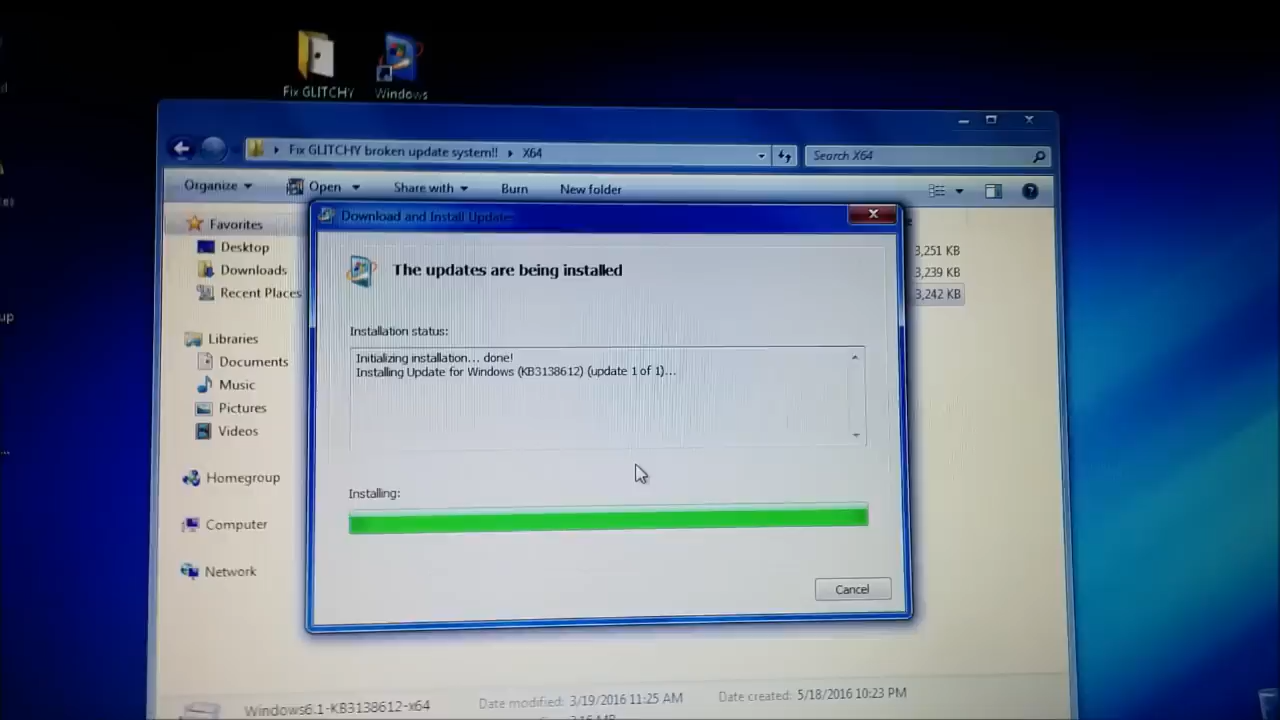 Fix GLITCHY
Windows
Fix GLITCHY broken update system!! X64
Search X64
Organize Open Share with Burn New folder
Download and Install Updates
Favorites
Desktop
Downloads
Recent Places
Libraries
Documents
Music
Pictures
Videos
Homegroup
Computer
Network
3,251 KB
3,239 KB
3,242 KB
The updates are being installed
Installation status:
Initializing installation... done!
Installing Update for Windows (KB3138612) (update 1 of 1)...
Installing:
Cancel
Windows6.1-KB3138612-x64
Date modified: 3/19/2016 11:25 AM
Date created: 5/18/2016 10:23 PM